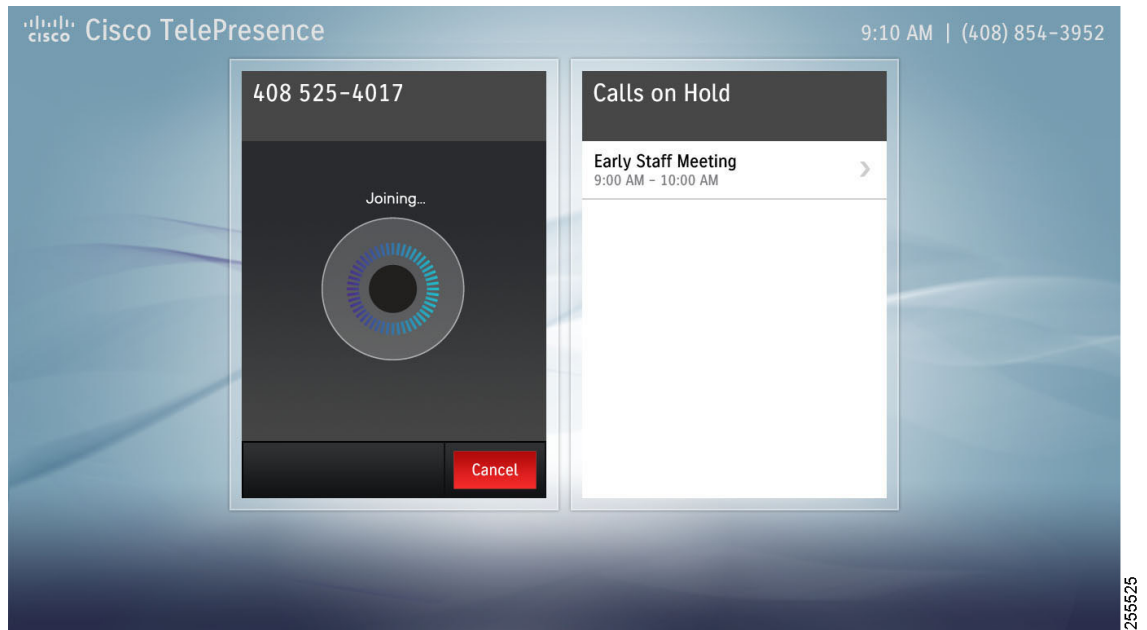 cisco Cisco TelePresence
9:10 AM | (408) 854-3952
408 525-4017
Joining...
Cancel
Calls on Hold
Early Staff Meeting
9:00 AM - 10:00 AM
255525